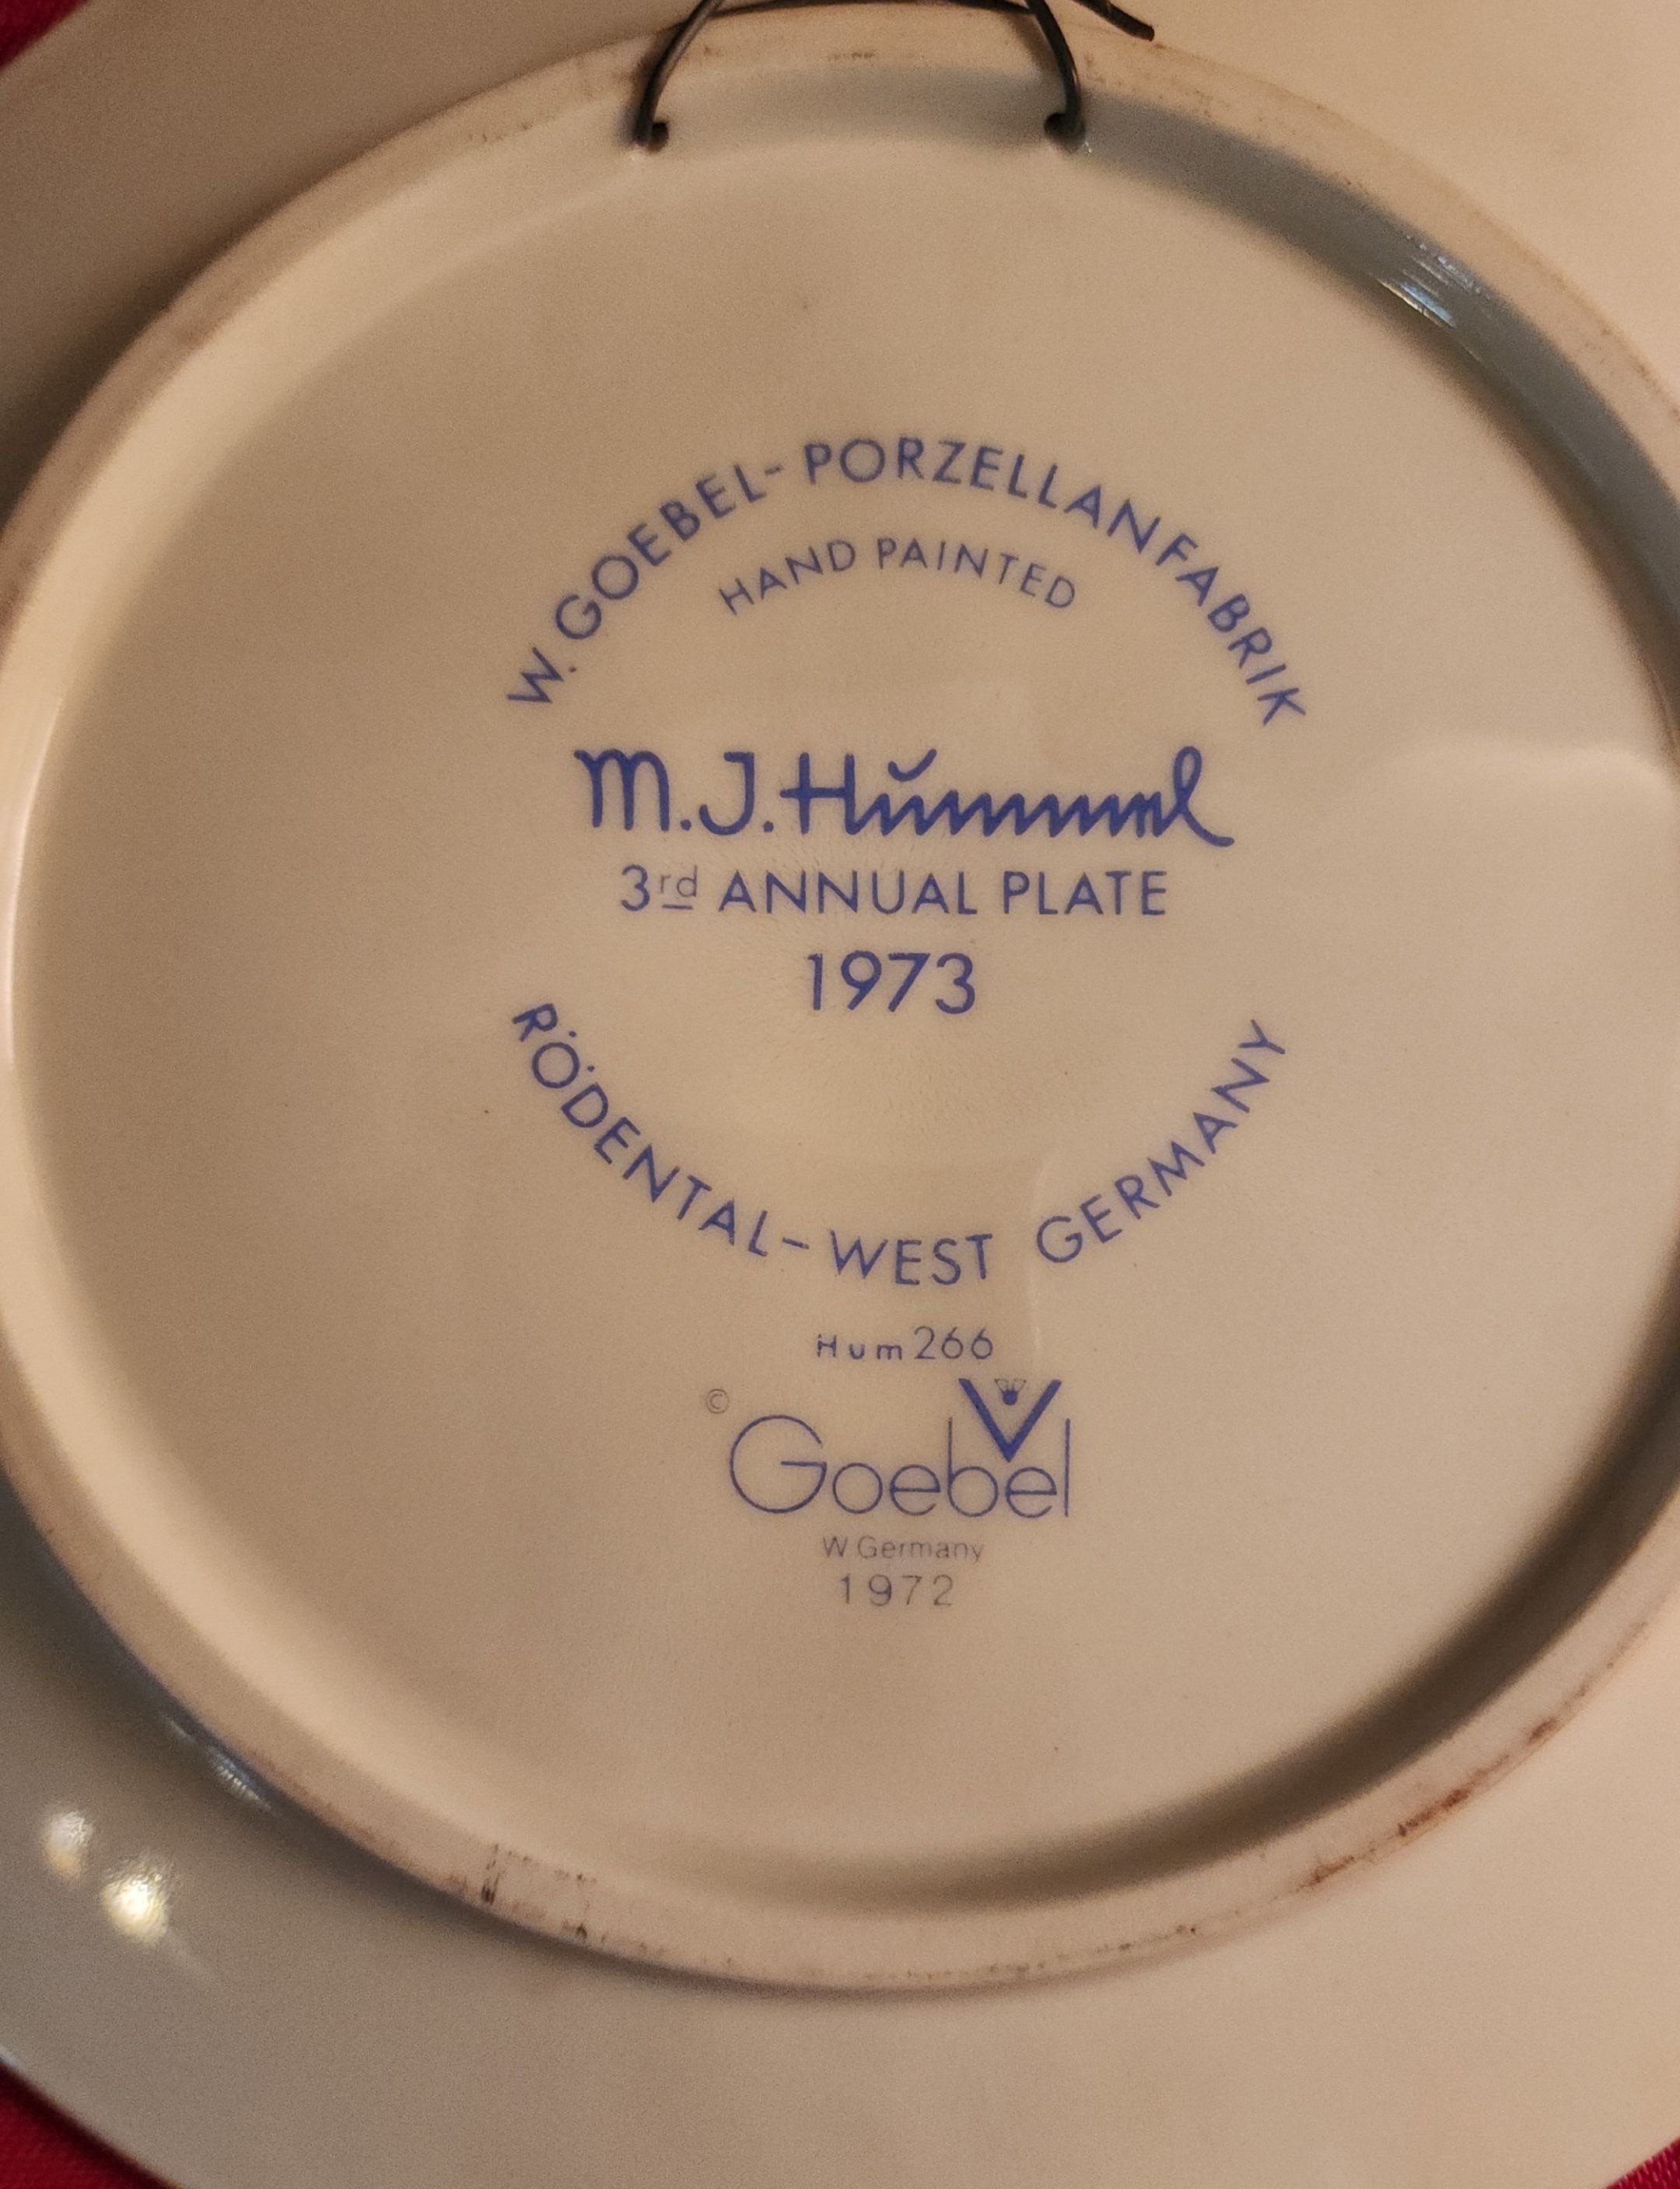 W. GOEBEL-PORZELLANFABRIK
HAND PAINTED
M.J. Hummel
3rd ANNUAL PLATE
1973
RÖDENTAL-WEST GERMANY
Hum 266
© Goebel
W. Germany
1972